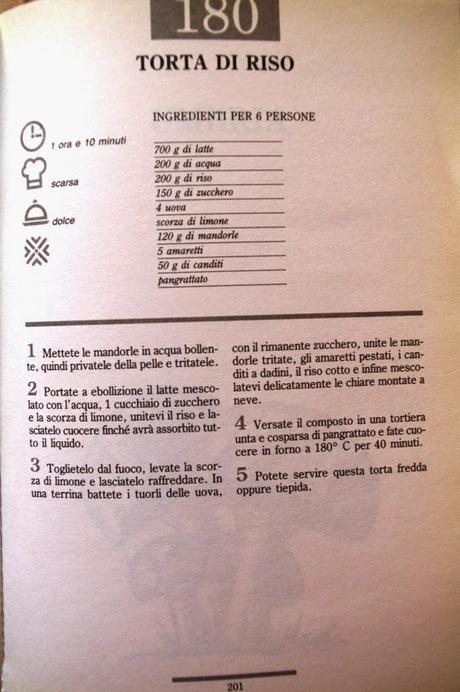 180
TORTA DI RISO
INGREDIENTI PER 6 PERSONE
1 ora e 10 minuti
scarsa
dolce
700 g di latte
200 g di acqua
200 g di riso
150 g di zucchero
4 uova
scorza di limone
120 g di mandorle
5 amaretti
50 g di canditi
pangrattato
1 Mettete le mandorle in acqua bollen-
te, quindi privatele della pelle e tritatele.
2 Portate a ebollizione il latte mesco-
lato con l'acqua, 1 cucchiaio di zucchero
e la scorza di limone, unitevi il riso e la-
sciatelo cuocere finché avrà assorbito tut-
to il liquido.
3 Toglietelo dal fuoco, levate la scor-
za di limone e lasciatelo raffreddare. In
una terrina battete i tuorli delle uova,
con il rimanente zucchero, unite le man-
dorle tritate, gli amaretti pestati, i can-
diti a dadini, il riso cotto e infine mesco-
latevi delicatamente le chiare montate a
neve.
4 Versate il composto in una tortiera
unta e cosparsa di pangrattato e fate cuo-
cere in forno a 180° C per 40 minuti.
5 Potete servire questa torta fredda
oppure tiepida.
201